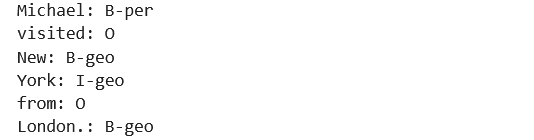 Michael: B-per
visited: O
New: B-geo
York: I-geo
from: O
London.: B-geo